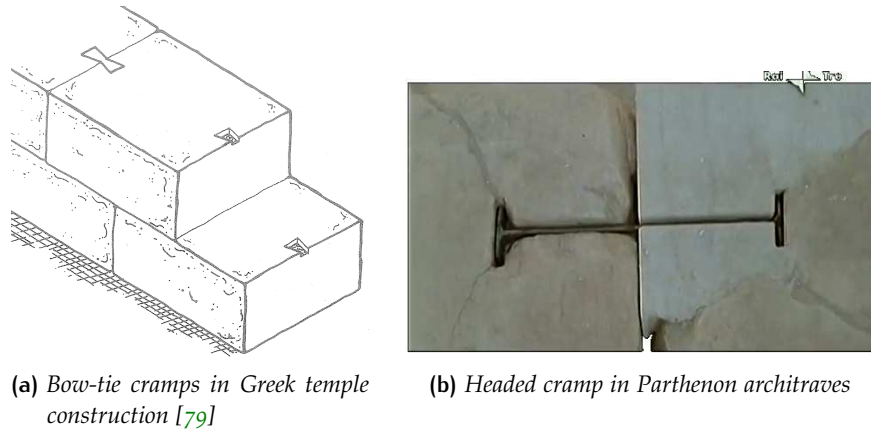 Rai Tre
(a) Bow-tie cramps in Greek temple
construction [79]
(b) Headed cramp in Parthenon architraves